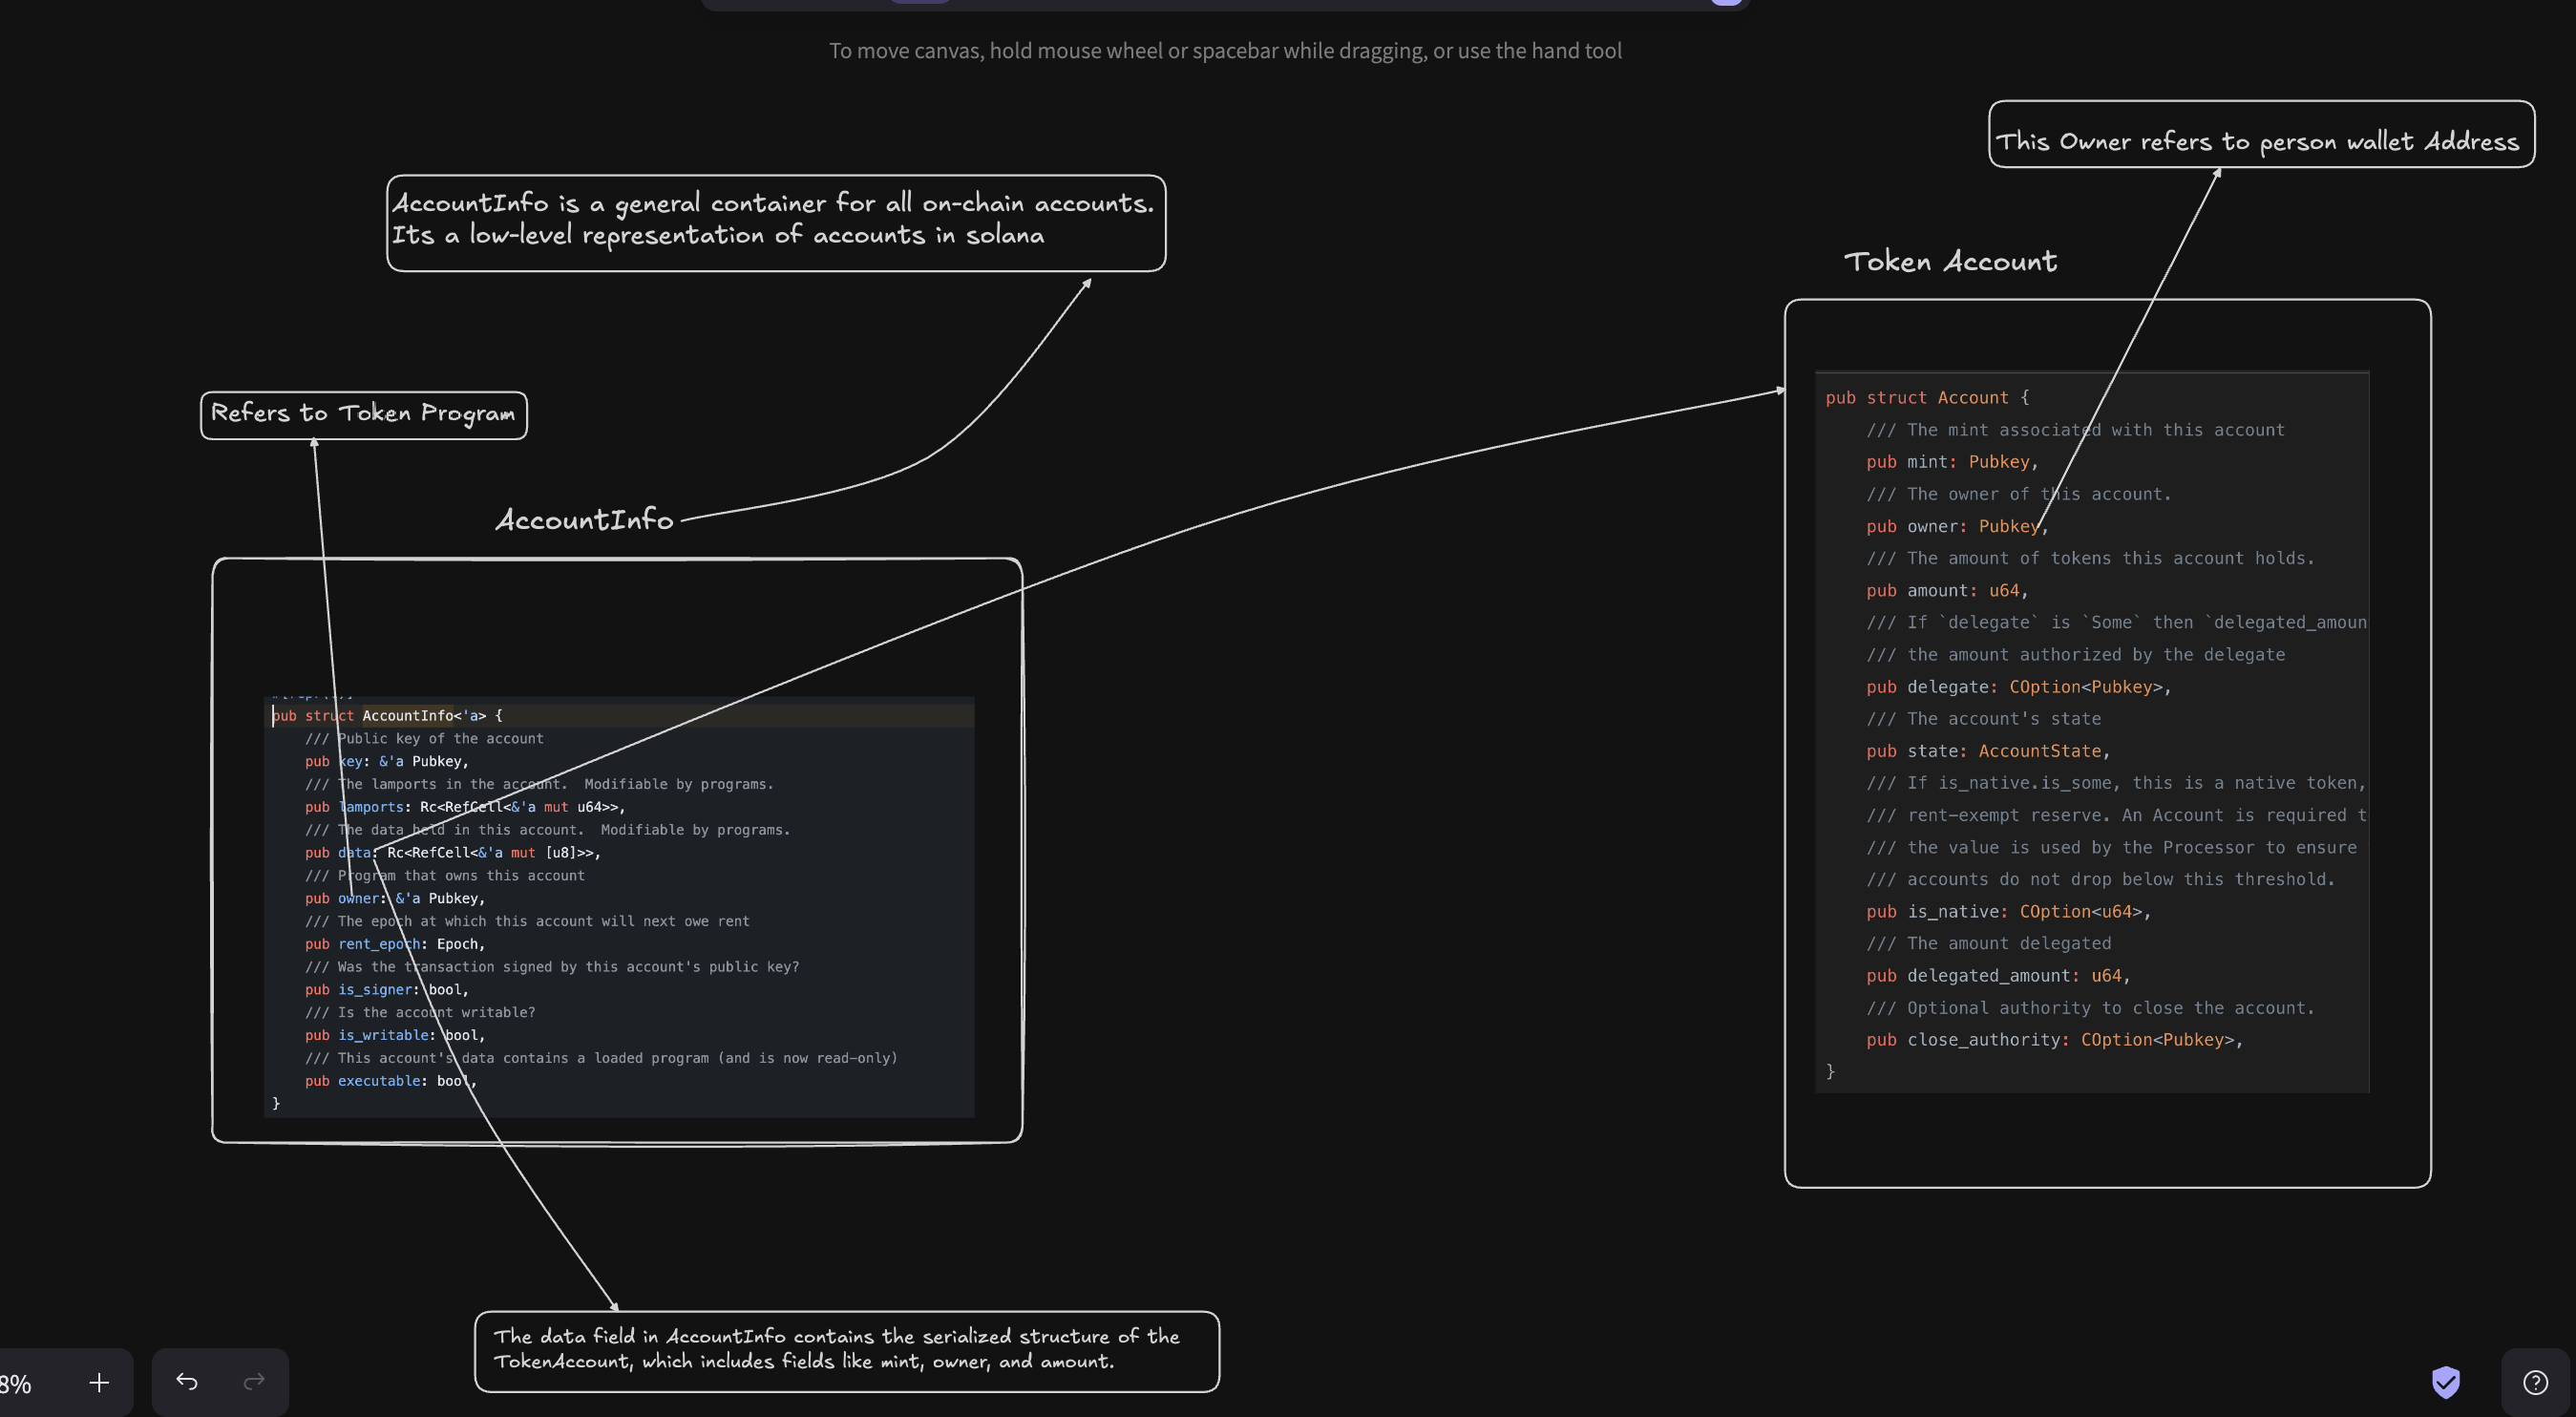 To move canvas, hold mouse wheel or spacebar while dragging, or use the hand tool
This Owner refers to person wallet Address
AccountInfo is a general container for all on-chain accounts.
Its a low-level representation of accounts in solana
Token Account
Refers to Token Program
AccountInfo
pub struct AccountInfo<'a> {
/// Public key of the account
pub key: &'a Pubkey,
/// The lamports in the account.  Modifiable by programs.
pub lamports: Rc<RefCell<&'a mut u64>>,
/// The data held in this account.  Modifiable by programs.
pub data: Rc<RefCell<&'a mut [u8]>>,
/// Program that owns this account
pub owner: &'a Pubkey,
/// The epoch at which this account will next owe rent
pub rent_epoch: Epoch,
/// Was the transaction signed by this account's public key?
pub is_signer: bool,
/// Is the account writable?
pub is_writable: bool,
/// This account's data contains a loaded program (and is now read-only)
pub executable: bool,
}
pub struct Account {
/// The mint associated with this account
pub mint: Pubkey,
/// The owner of this account.
pub owner: Pubkey,
/// The amount of tokens this account holds.
pub amount: u64,
/// If `delegate` is `Some` then `delegated_amoun
/// the amount authorized by the delegate
pub delegate: COption<Pubkey>,
/// The account's state
pub state: AccountState,
/// If is_native.is_some, this is a native token,
/// rent-exempt reserve. An Account is required t
/// the value is used by the Processor to ensure
/// accounts do not drop below this threshold.
pub is_native: COption<u64>,
/// The amount delegated
pub delegated_amount: u64,
/// Optional authority to close the account.
pub close_authority: COption<Pubkey>,
}
The data field in AccountInfo contains the serialized structure of the
TokenAccount, which includes fields like mint, owner, and amount.
8%